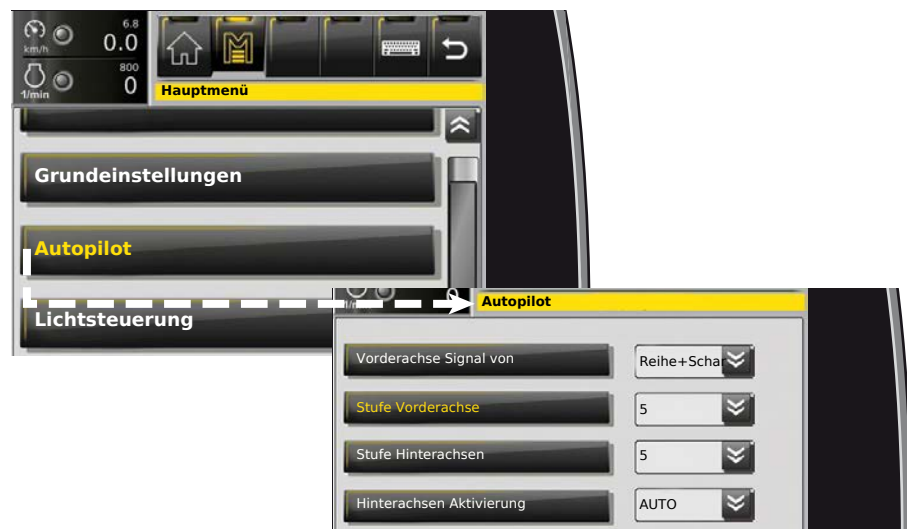 6.8
km/h 0.0
800
1/min 0
Hauptmenü
Grundeinstellungen
Autopilot
Lichtsteuerung
Autopilot
Vorderachse Signal von Reihe+Schar
Stufe Vorderachse 5
Stufe Hinterachsen 5
Hinterachsen Aktivierung AUTO